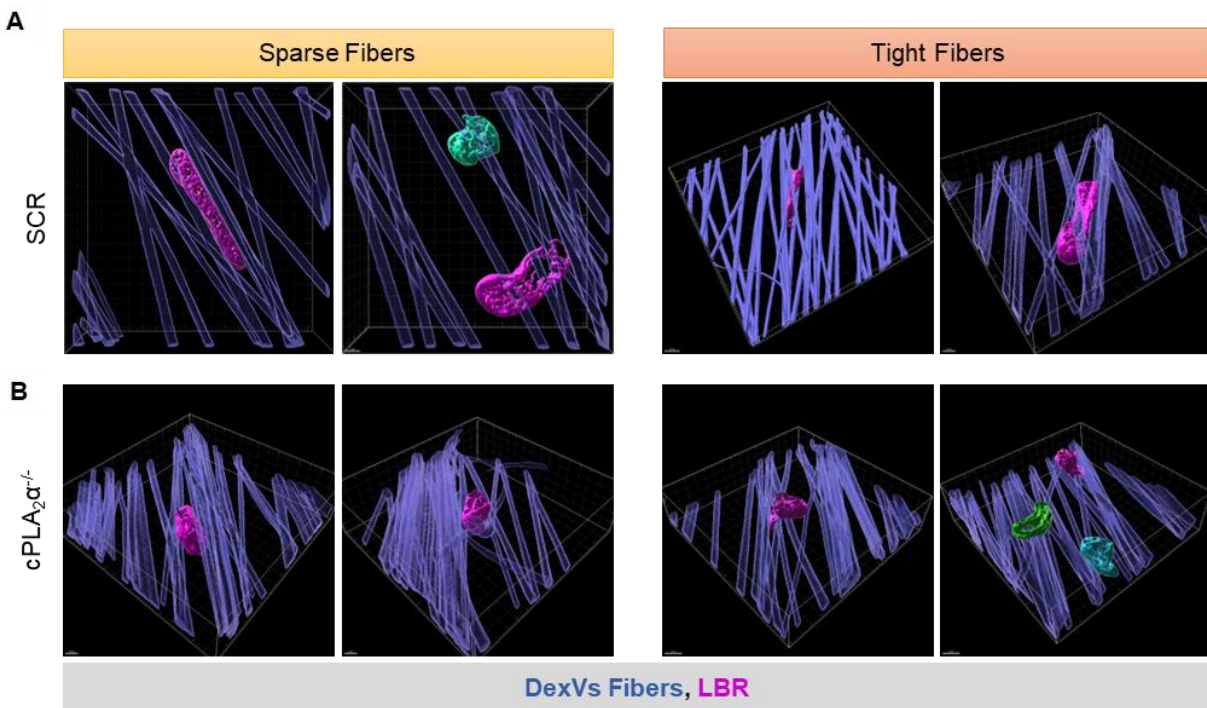 A
Sparse Fibers
Tight Fibers
SCR
B
cPLA₂α⁻/⁻
DexVs Fibers, LBR